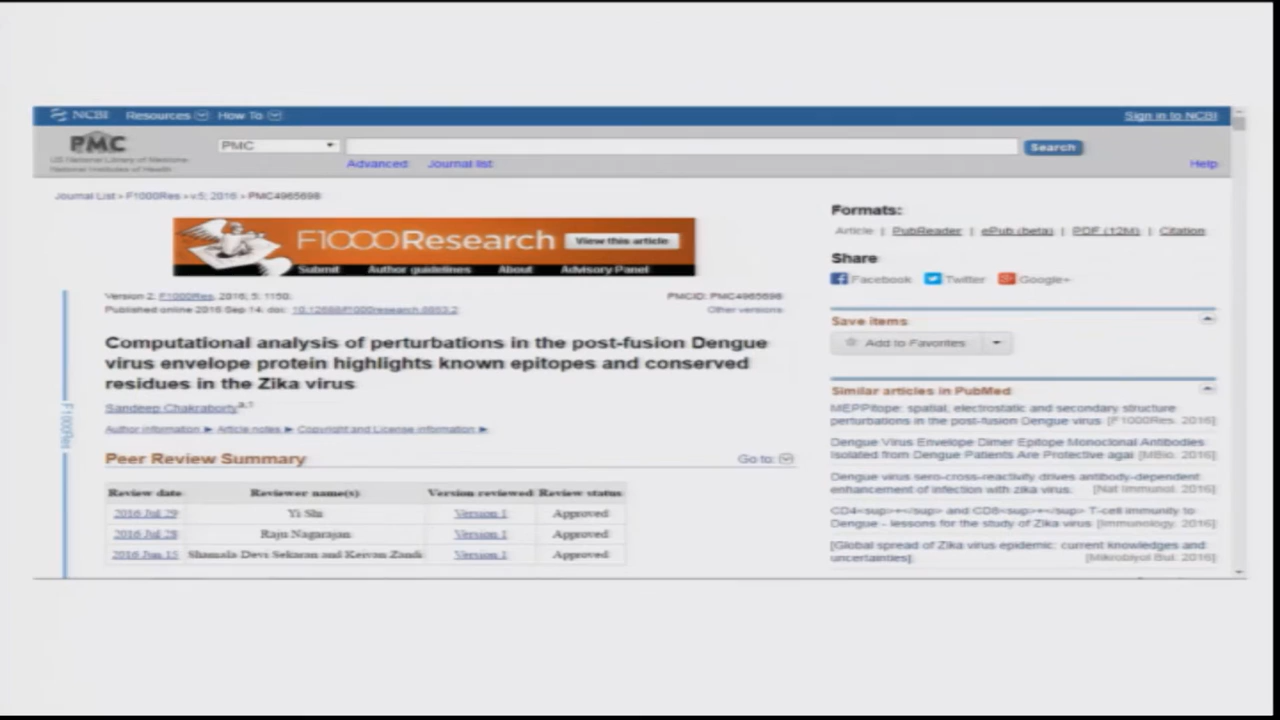 NCBI Resources How To Sign in to NCBI
PMC
US National Library of Medicine
National Institutes of Health
PMC Search
Advanced Journal list Help
Journal List > F1000Res > v.5; 2016 > PMC4965698
F1000Research View this article
Submit Author guidelines About Advisory Panel
Version 2. F1000Res. 2016; 5: 1150. PMCID: PMC4965698
Published online 2016 Sep 14. doi: 10.12688/f1000research.8853.2 Other versions
Computational analysis of perturbations in the post-fusion Dengue
virus envelope protein highlights known epitopes and conserved
residues in the Zika virus
Sandeep Chakraborty
Author information ► Article notes ► Copyright and License information ►
Peer Review Summary Go to:
Review date Reviewer name(s) Version reviewed Review status
2016 Jul 29 Yi Shi Version 1 Approved
2016 Jul 28 Raju Nagarajan Version 1 Approved
2016 Jun 15 Shamala Devi Sekaran and Keivan Zandi Version 1 Approved
F1000Res
Formats:
Article | PubReader | ePub (beta) | PDF (12M) | Citation
Share
Facebook Twitter Google+
Save items
Add to Favorites
Similar articles in PubMed
MEPPitope: spatial, electrostatic and secondary structure
perturbations in the post-fusion Dengue virus [F1000Res. 2016]
Dengue Virus Envelope Dimer Epitope Monoclonal Antibodies
Isolated from Dengue Patients Are Protective agai [MBio. 2016]
Dengue virus sero-cross-reactivity drives antibody-dependent
enhancement of infection with zika virus. [Nat Immunol. 2016]
CD4<sup>+</sup> and CD8<sup>+</sup> T-cell immunity to
Dengue - lessons for the study of Zika virus [Immunology. 2016]
[Global spread of Zika virus epidemic: current knowledges and
uncertainties]. [Mikrobiyol Bul. 2016]